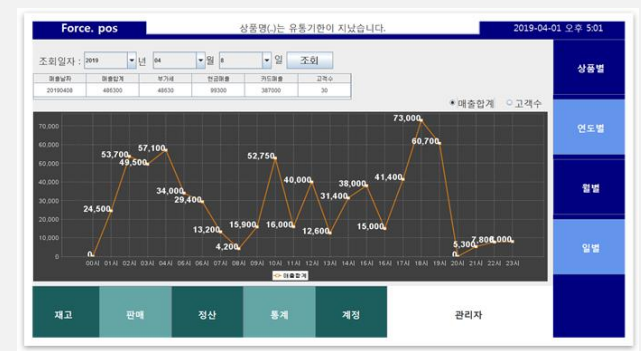 Force. pos
상품명(.)는 유통기한이 지났습니다.
2019-04-01 오후 5:01
조회일자 : 2019 년 04 월 8 일 조회
매출날자 매출합계 부가세 현금매출 카드매출 고객수
20190408 486300 48630 99300 387000 30
매출합계 고객수
상품별
연도별
월별
일별
70,000
60,000
50,000
40,000
30,000
20,000
10,000
0
0 24,500 53,700 49,500 57,100 34,000 29,400 13,200 4,200 15,900 52,750 16,000 40,000 12,600 31,400 38,000 15,000 41,400 73,000 60,700 0 5,300 7,800 8,000
00시 01시 02시 03시 04시 05시 06시 07시 08시 09시 10시 11시 12시 13시 14시 15시 16시 17시 18시 19시 20시 21시 22시 23시
매출합계
재고 판매 정산 통계 계정 관리자